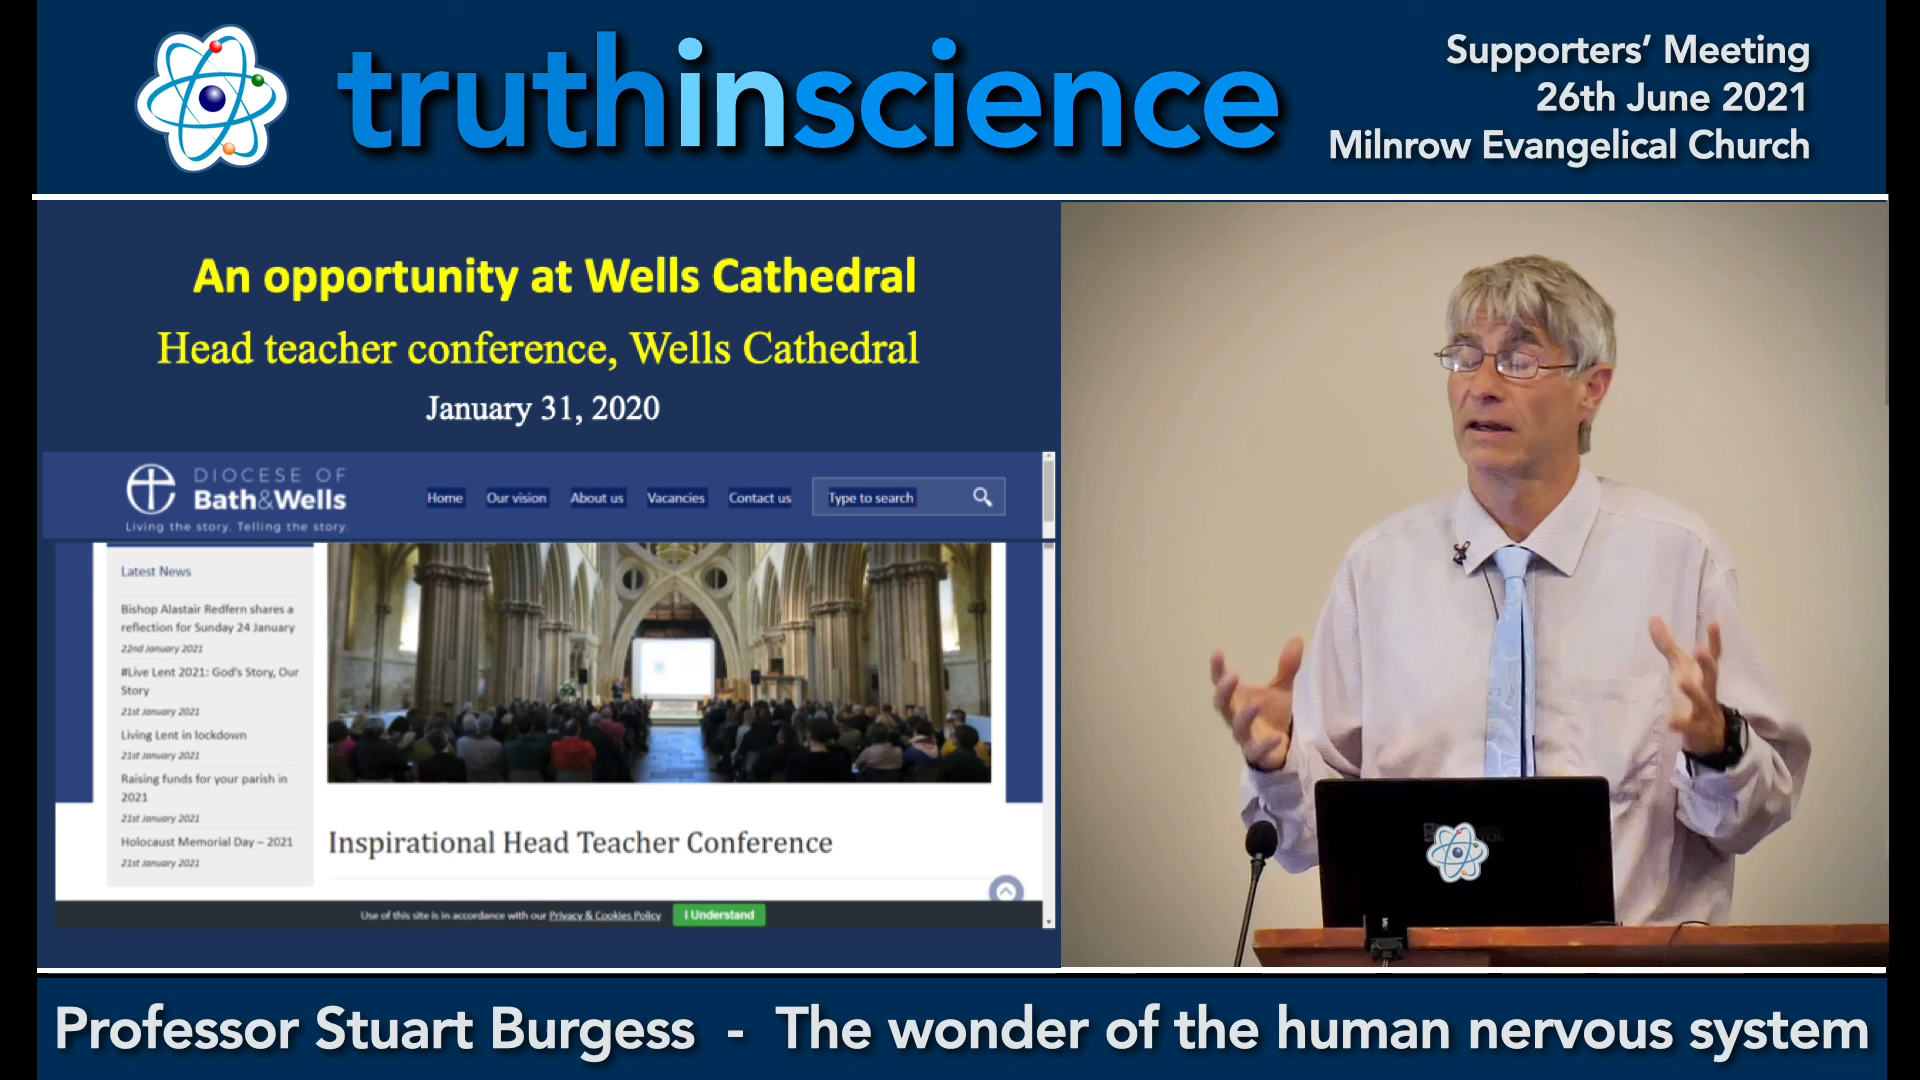 truthinscience
Supporters' Meeting
26th June 2021
Milnrow Evangelical Church
An opportunity at Wells Cathedral
Head teacher conference, Wells Cathedral
January 31, 2020
DIOCESE OF
Bath&Wells
Living the story. Telling the story.
Home
Our vision
About us
Vacancies
Contact us
Type to search
Latest News
Bishop Alastair Redfern shares a
reflection for Sunday 24 January
22nd January 2021
#Live Lent 2021: God's Story, Our
Story
21st January 2021
Living Lent in lockdown
21st January 2021
Raising funds for your parish in
2021
21st January 2021
Holocaust Memorial Day – 2021
21st January 2021
Inspirational Head Teacher Conference
Use of this site is in accordance with our Privacy & Cookies Policy
I Understand
Professor Stuart Burgess - The wonder of the human nervous system